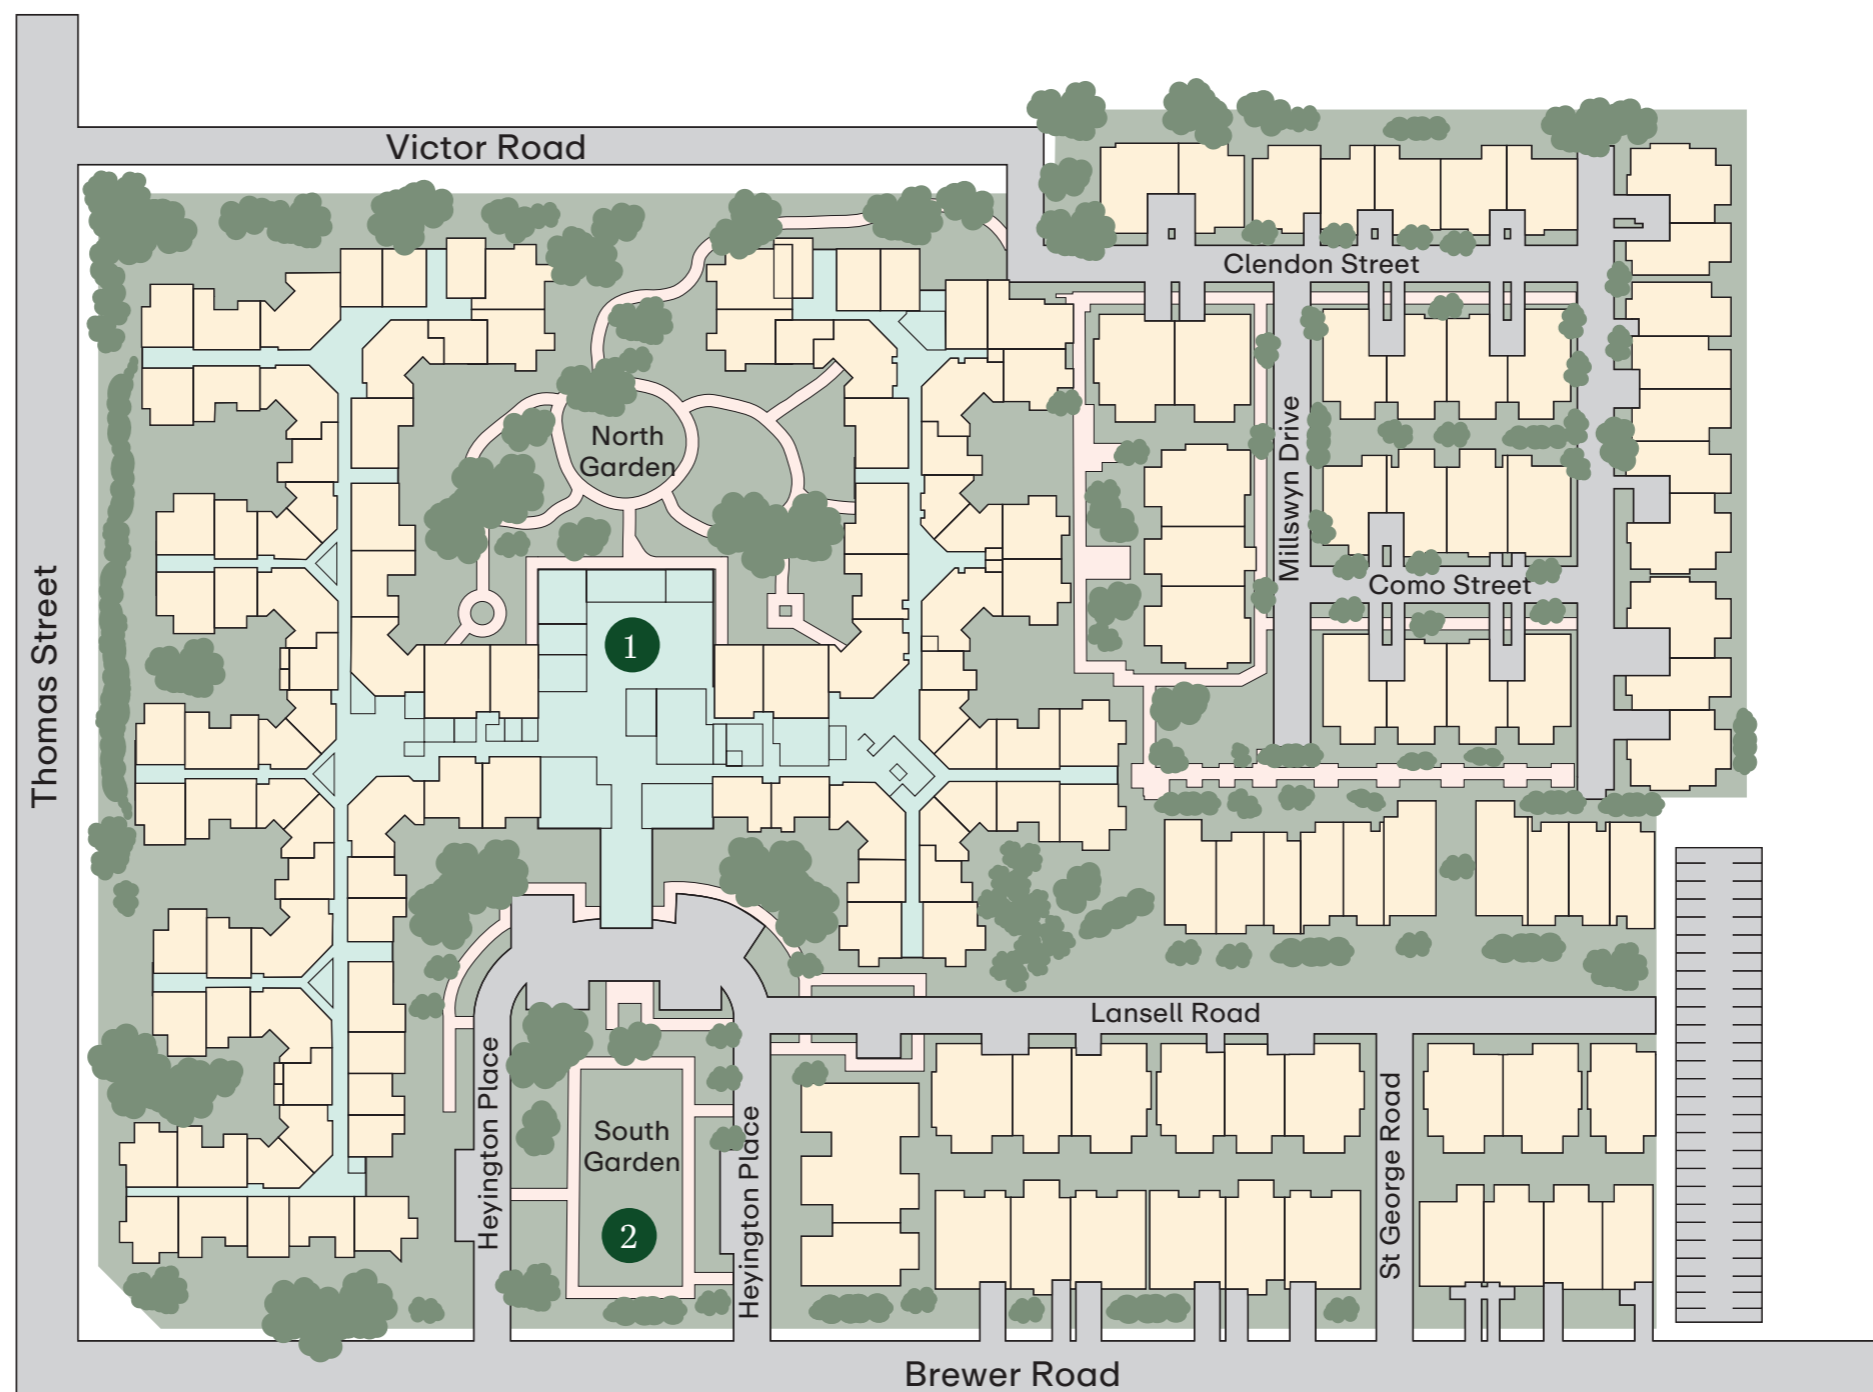 Victor Road
Clendon Street
North
Garden
Millswyn Drive
Como Street
1
Thomas Street
Lansell Road
Heyington Place
South
Garden
Heyington Place
St George Road
2
Brewer Road